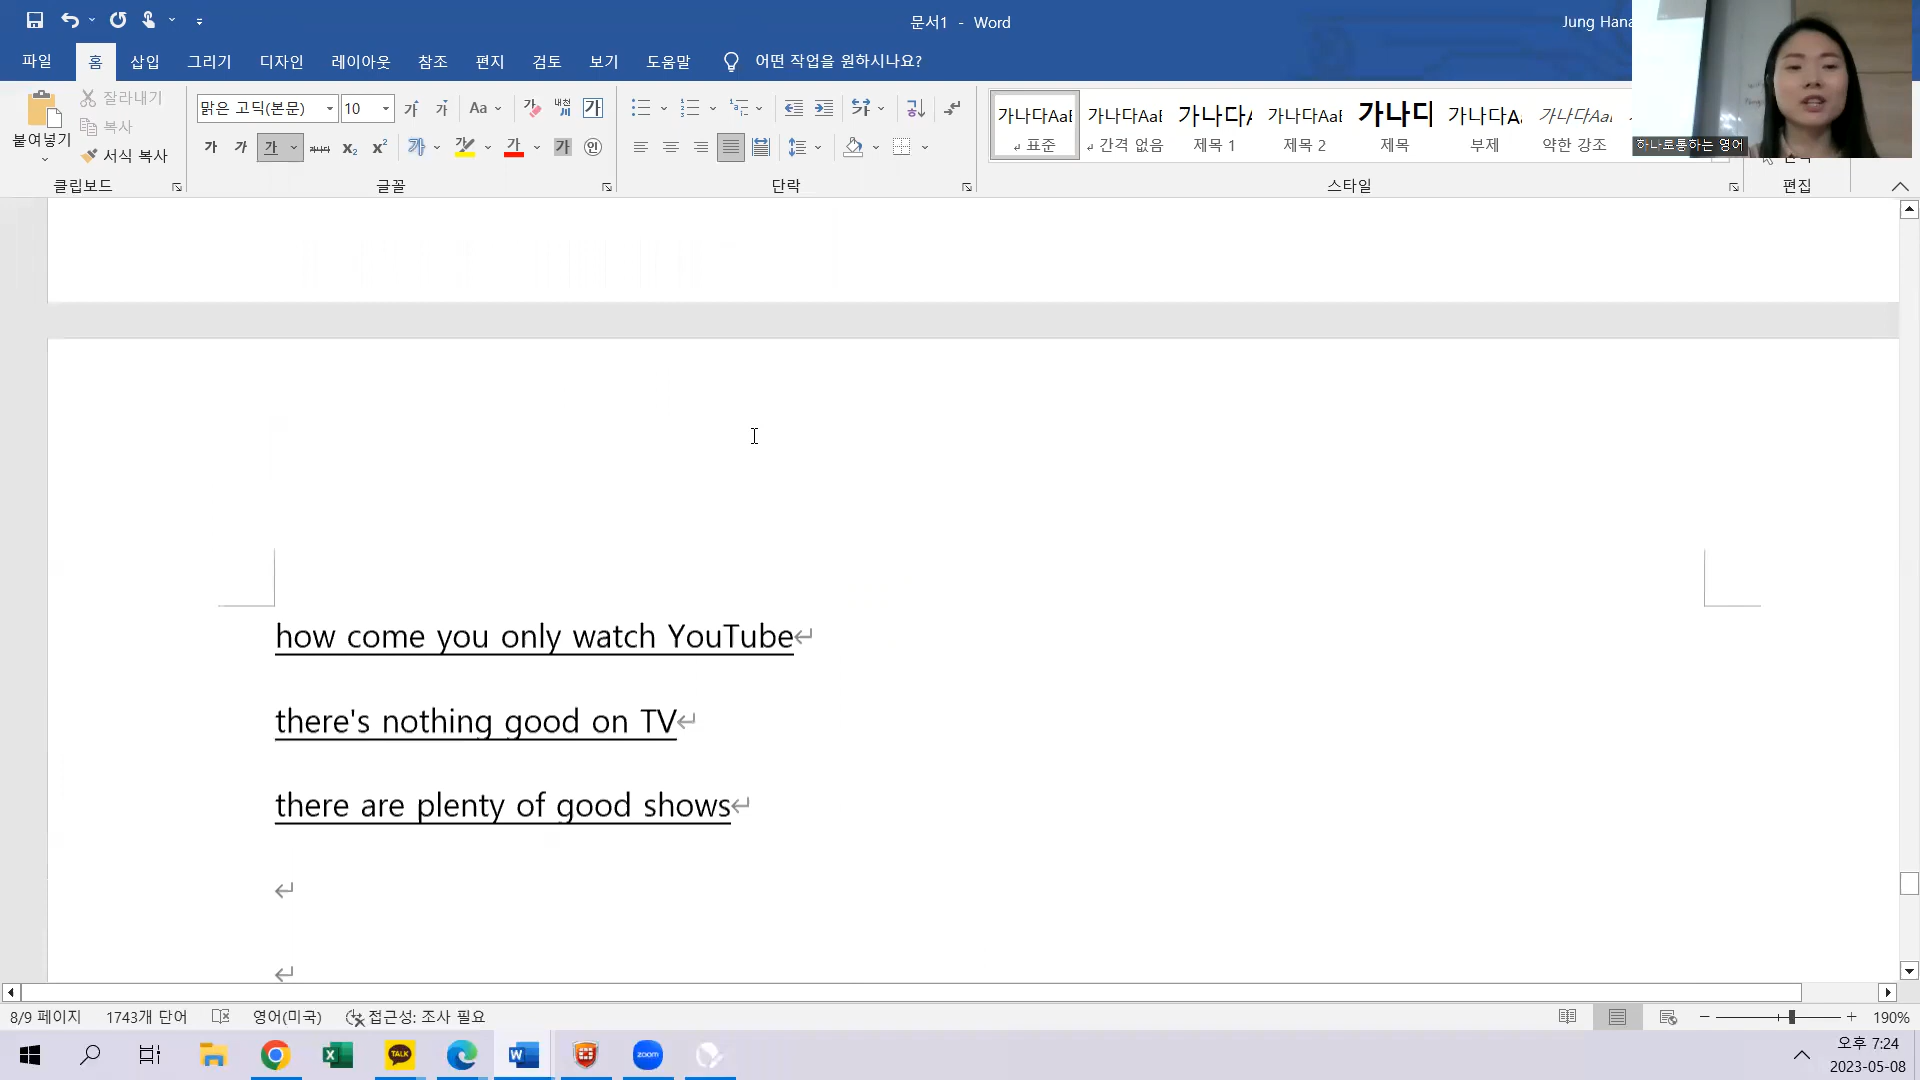 문서1 - Word
Jung Hana
파일 홈 삽입 그리기 디자인 레이아웃 참조 편지 검토 보기 도움말 어떤 작업을 원하시나요?
붙여넣기
잘라내기
복사
서식 복사
클립보드
맑은 고딕(본문) 10
글꼴
단락
가나다AaI 가나다AaI 가나다A 가나다AaI 가나다 가나다Aa 가나다AaI
표준 간격 없음 제목 1 제목 2 제목 부제 약한 강조
스타일
편집
하나로통하는 영어
how come you only watch YouTube
there's nothing good on TV
there are plenty of good shows
8/9 페이지 1743개 단어 영어(미국) 접근성: 조사 필요 190%
TALK
zoom
오후 7:24
2023-05-08